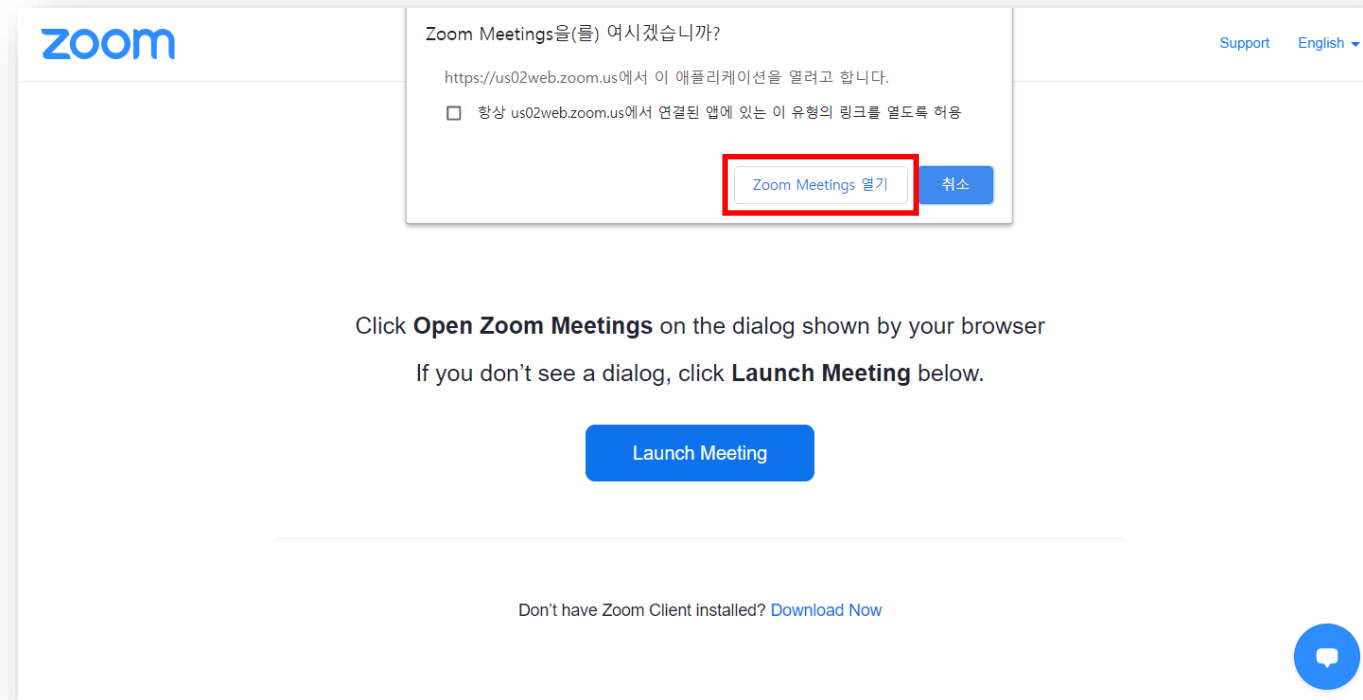 zoom
Support English
Zoom Meetings을(를) 여시겠습니까?
https://us02web.zoom.us에서 이 애플리케이션을 열려고 합니다.
항상 us02web.zoom.us에서 연결된 앱에 있는 이 유형의 링크를 열도록 허용
Zoom Meetings 열기 취소
Click Open Zoom Meetings on the dialog shown by your browser
If you don’t see a dialog, click Launch Meeting below.
Launch Meeting
Don’t have Zoom Client installed? Download Now